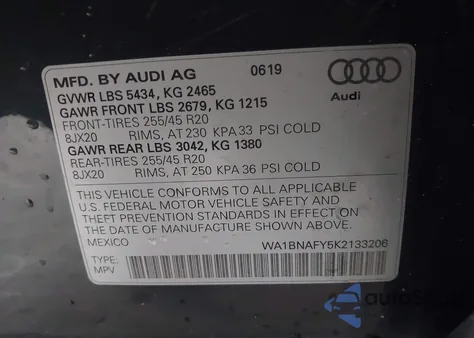 MFD. BY AUDI AG 0619
GVWR LBS 5434, KG 2465
GAWR FRONT LBS 2679, KG 1215
FRONT-TIRES 255/45 R20
8JX20 RIMS, AT 230 KPA 33 PSI COLD
GAWR REAR LBS 3042, KG 1380
REAR-TIRES 255/45 R20
8JX20 RIMS, AT 250 KPA 36 PSI COLD
Audi
THIS VEHICLE CONFORMS TO ALL APPLICABLE
U.S. FEDERAL MOTOR VEHICLE SAFETY AND
THEFT PREVENTION STANDARDS IN EFFECT ON
THE DATE OF MANUFACTURE SHOWN ABOVE.
MEXICO WA1BNAFY5K2133206
TYPE:
MPV